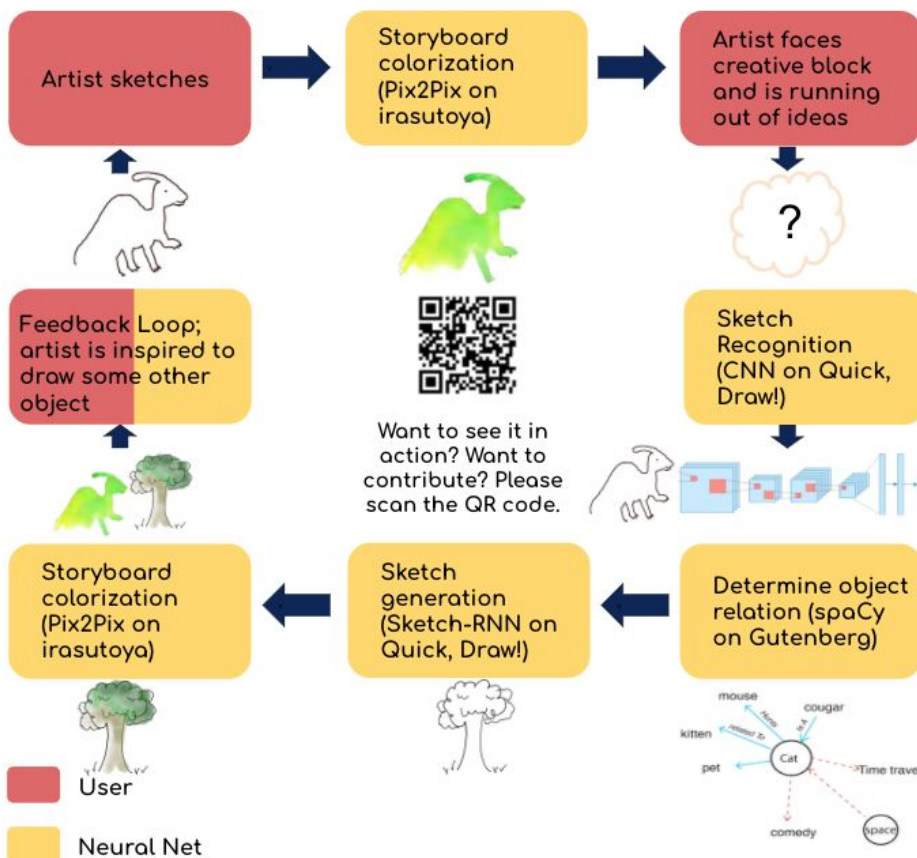 Artist sketches
Storyboard
colorization
(Pix2Pix on
irasutoya)
Artist faces
creative block
and is running
out of ideas
?
Feedback Loop;
artist is inspired to
draw some other
object
Want to see it in
action? Want to
contribute? Please
scan the QR code.
Sketch
Recognition
(CNN on Quick,
Draw!)
Storyboard
colorization
(Pix2Pix on
irasutoya)
Sketch
generation
(Sketch-RNN on
Quick, Draw!)
Determine object
relation (spaCy
on Gutenberg)
mouse
Hunts
cougar
Is A
kitten
related To
Cat
pet
Time travel
comedy
space
User
Neural Net